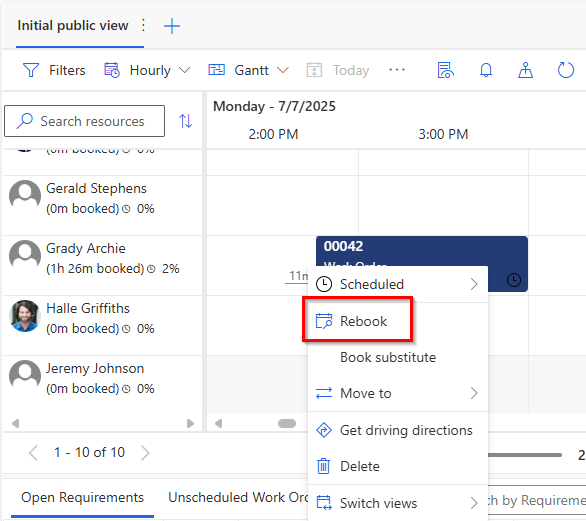 Initial public view
Filters
Hourly
Gantt
Today
Search resources
Monday - 7/7/2025
2:00 PM
3:00 PM
(0m booked) 0%
Gerald Stephens
(0m booked) 0%
Grady Archie
(1h 26m booked) 2%
00042
Work Order
11m
Halle Griffiths
(0m booked) 0%
Jeremy Johnson
(0m booked) 0%
Scheduled
Rebook
Book substitute
Move to
Get driving directions
Delete
Switch views
1 - 10 of 10
2
Open Requirements
Unscheduled Work Ord
ch by Requireme